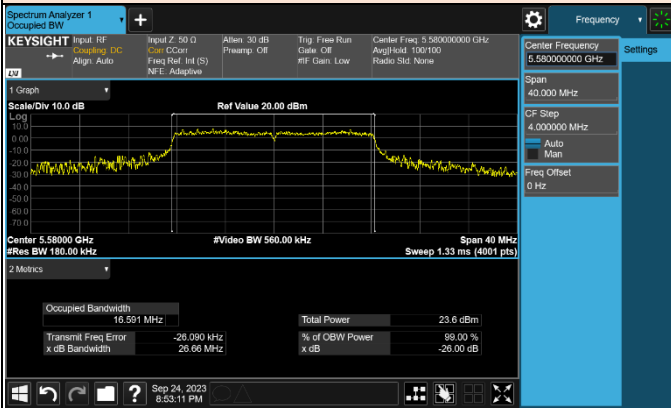 Spectrum Analyzer 1
Occupied BW
Frequency
KEYSIGHT
Input: RF
Coupling: DC
Align: Auto
Input Z: 50 Ω
Corr CCorr
Freq Ref: Int (S)
NFE: Adaptive
Atten: 30 dB
Preamp: Off
Trig: Free Run
Gate: Off
#IF Gain: Low
Center Freq: 5.580000000 GHz
Avg|Hold: 100/100
Radio Std: None
LXI
Center Frequency
5.580000000 GHz
Settings
Span
40.000 MHz
CF Step
4.000000 MHz
Auto
Man
Freq Offset
0 Hz
1 Graph
Scale/Div 10.0 dB
Ref Value 20.00 dBm
Log
10.0
0.00
-10.0
-20.0
-30.0
-40.0
-50.0
-60.0
-70.0
Center 5.58000 GHz
#Video BW 560.00 kHz
Span 40 MHz
#Res BW 180.00 kHz
Sweep 1.33 ms (4001 pts)
2 Metrics
Occupied Bandwidth
16.591 MHz
Total Power 23.6 dBm
Transmit Freq Error -26.090 kHz
% of OBW Power 99.00 %
x dB Bandwidth 26.66 MHz
x dB -26.00 dB
?
Sep 24, 2023
8:53:11 PM